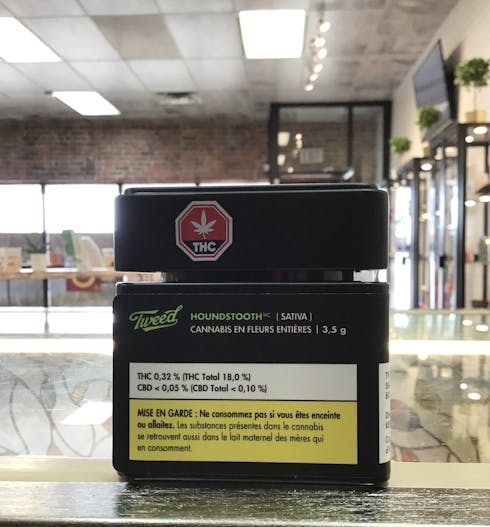 THC
Tweed
HOUNDSTOOTH MC ( SATIVA )
CANNABIS EN FLEURS ENTIÈRES | 3,5 g
THC 0,32 % (THC Total 18,0 %)
CBD < 0,05 % (CBD Total < 0,10 %)
MISE EN GARDE : Ne consommez pas si vous êtes enceinte
ou allaitez. Les substances présentes dans le cannabis
se retrouvent aussi dans le lait maternel des mères qui
en consomment.